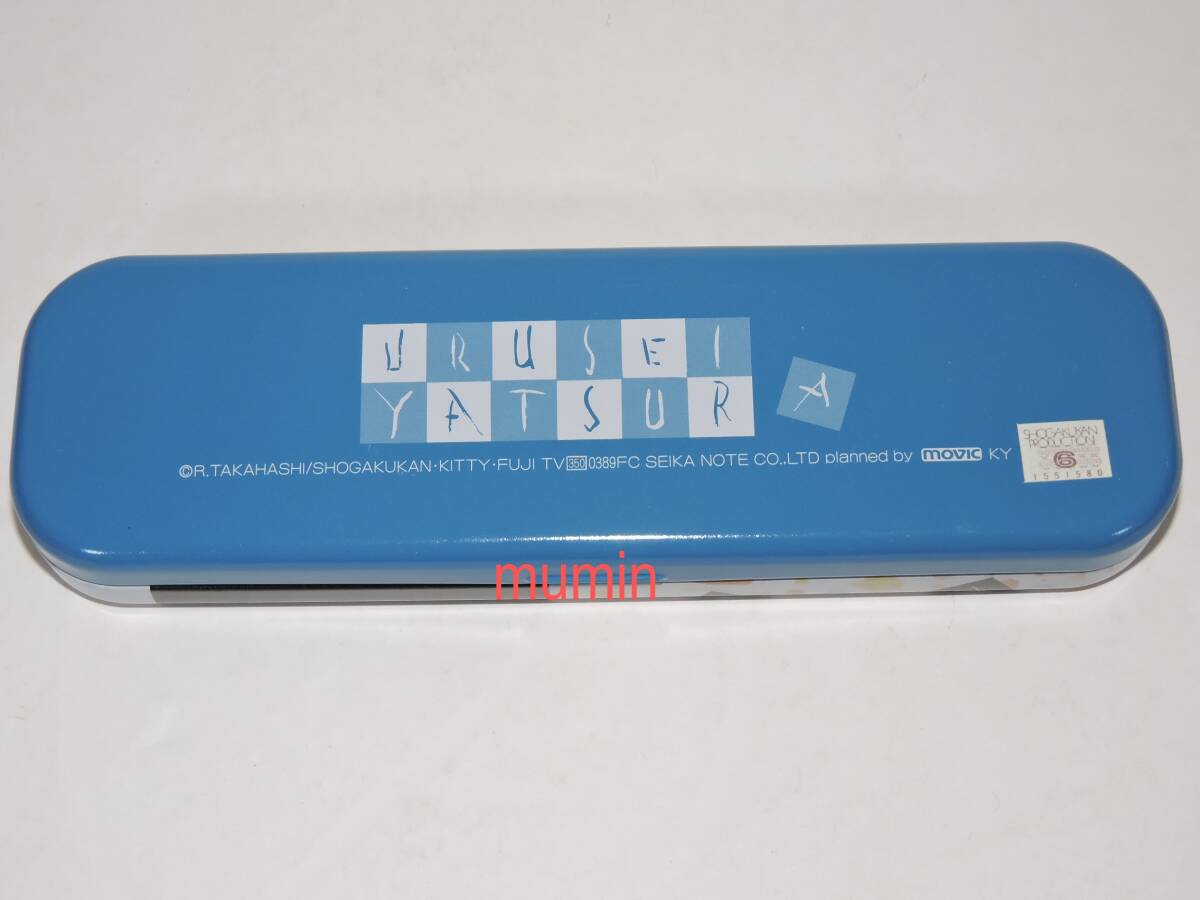 URUSEI
YATSURA
©R.TAKAHASHI/SHOGAKUKAN·KITTY·FUJI TV 350 0389FC SEIKA NOTE CO.,LTD planned by movic KY
SHOGAKUKAN
PRODUCTION
6
1551580
mumin